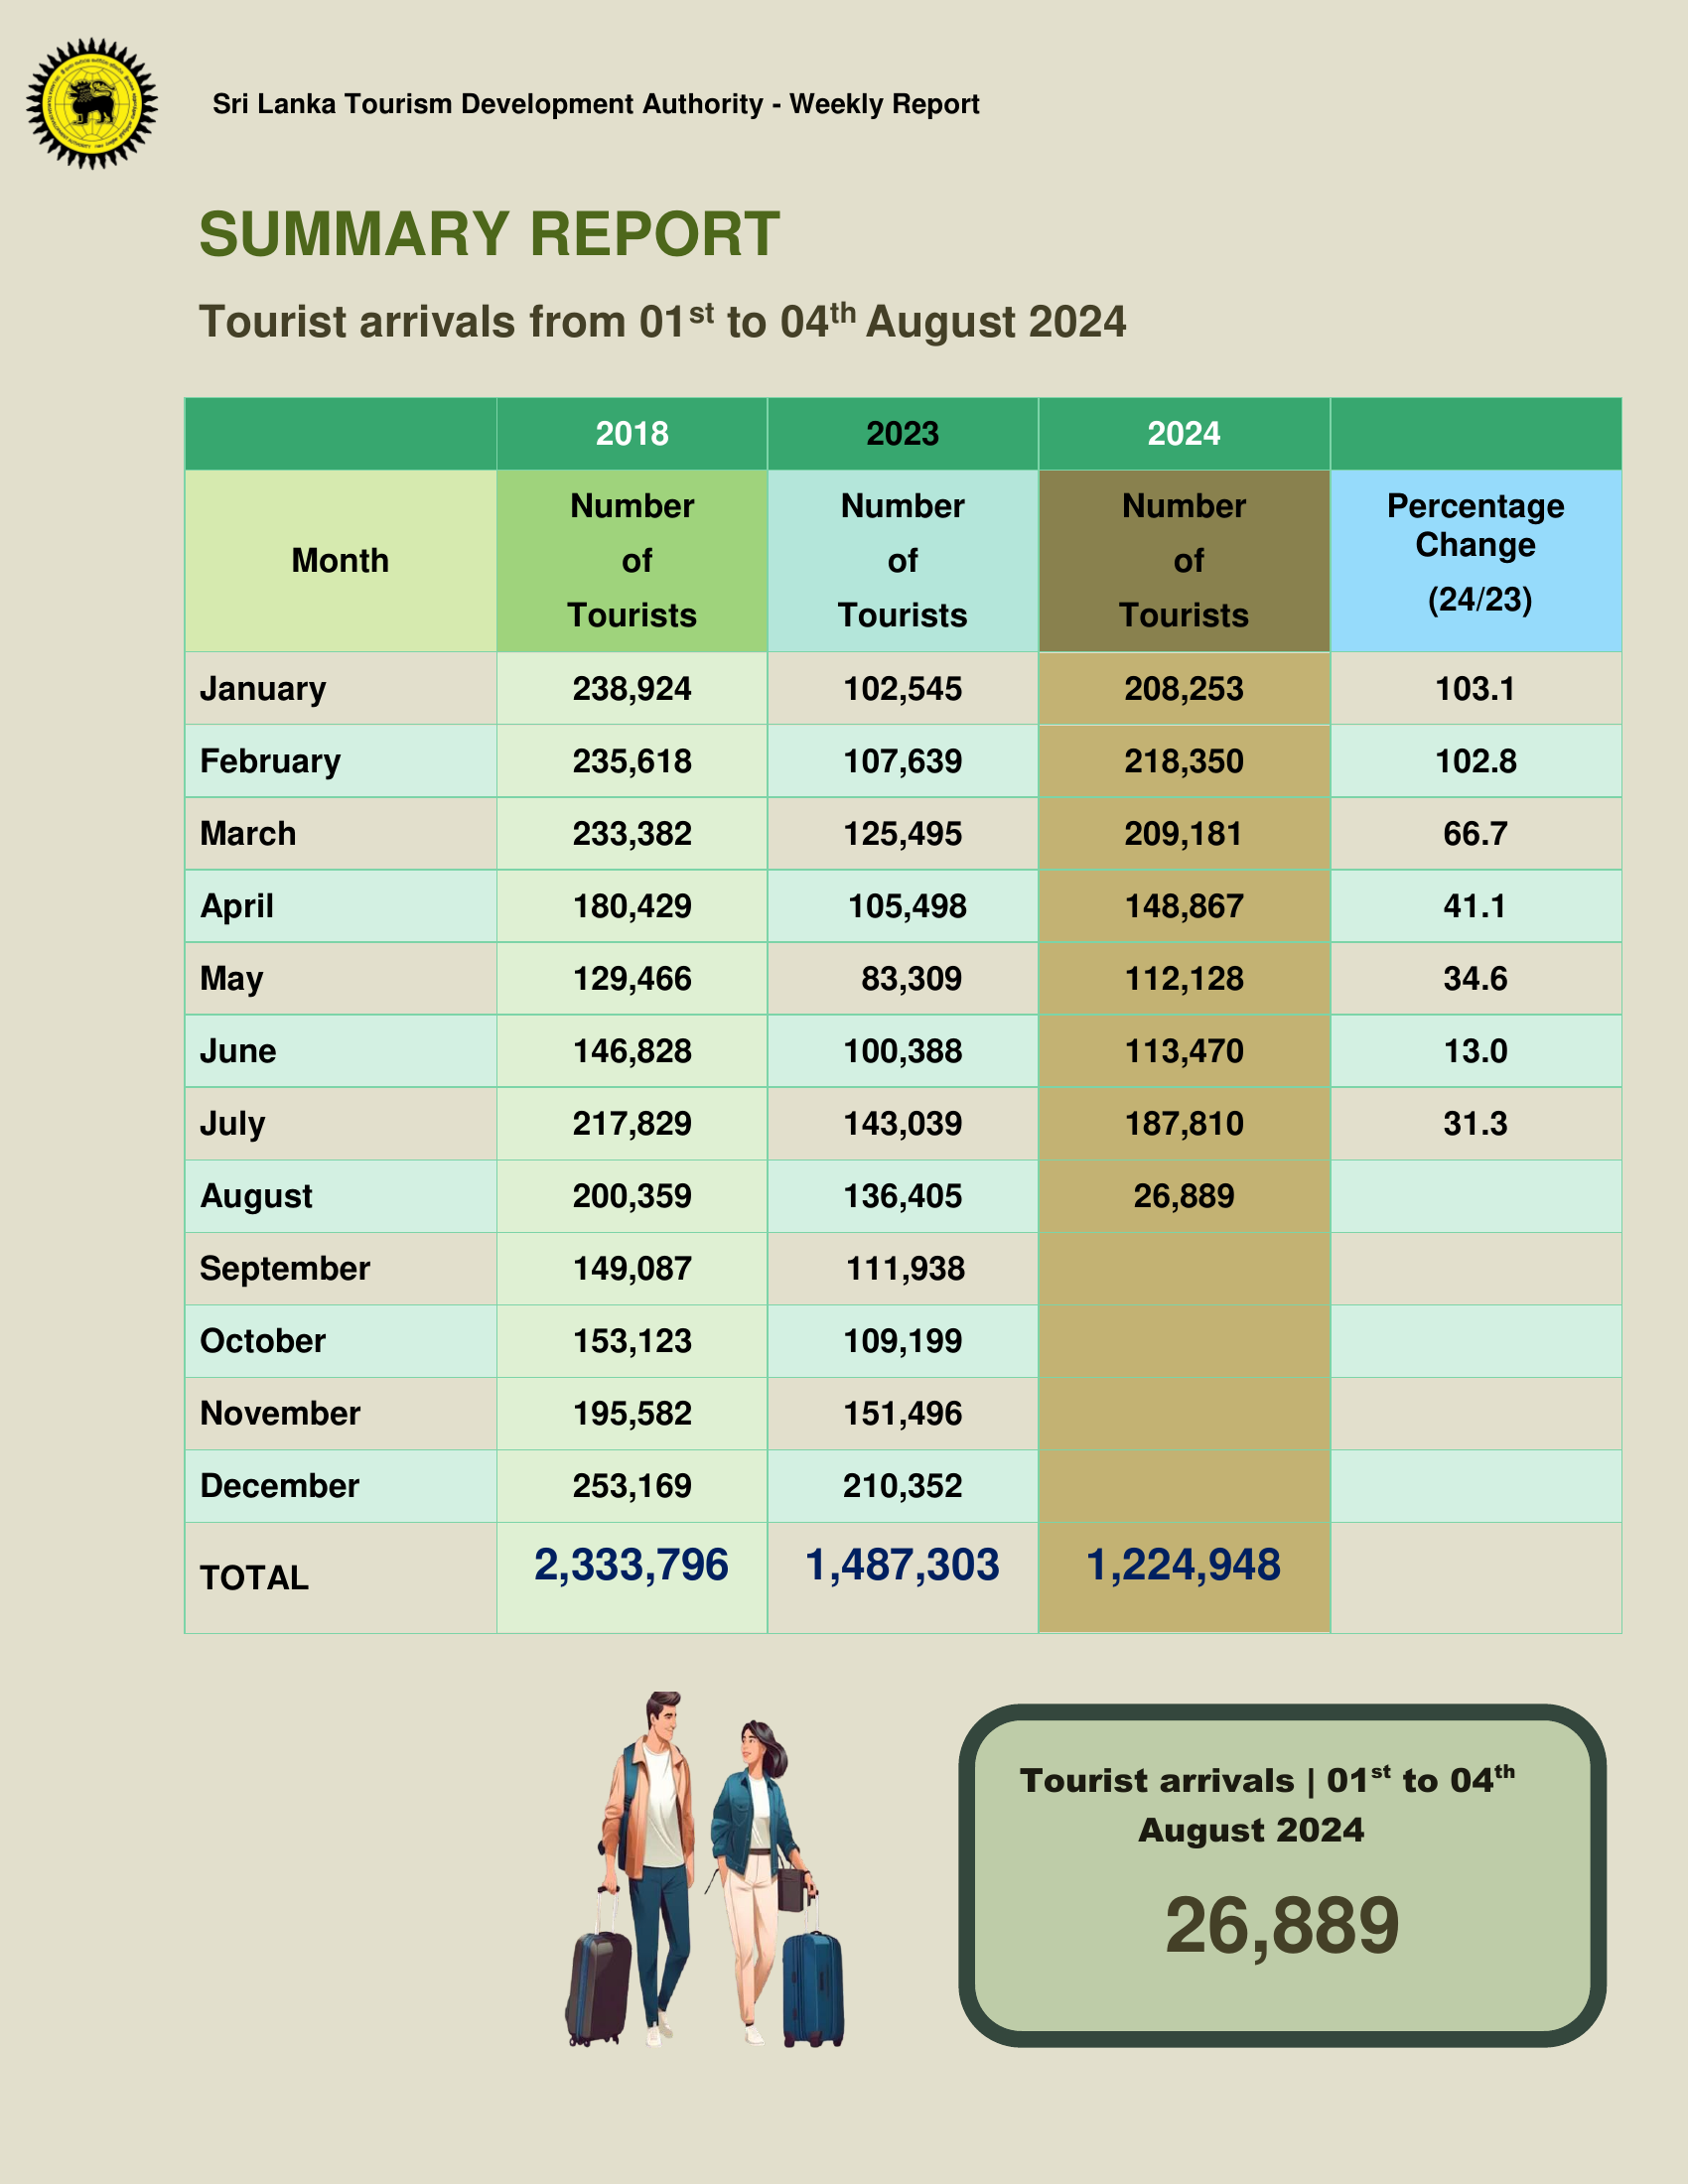 Sri Lanka Tourism Development Authority - Weekly Report
SUMMARY REPORT
Tourist arrivals from 01st to 04th August 2024
2018 2023 2024
Month Number of Tourists Number of Tourists Number of Tourists Percentage Change (24/23)
January 238,924 102,545 208,253 103.1
February 235,618 107,639 218,350 102.8
March 233,382 125,495 209,181 66.7
April 180,429 105,498 148,867 41.1
May 129,466 83,309 112,128 34.6
June 146,828 100,388 113,470 13.0
July 217,829 143,039 187,810 31.3
August 200,359 136,405 26,889
September 149,087 111,938
October 153,123 109,199
November 195,582 151,496
December 253,169 210,352
TOTAL 2,333,796 1,487,303 1,224,948
Tourist arrivals | 01st to 04th
August 2024
26,889